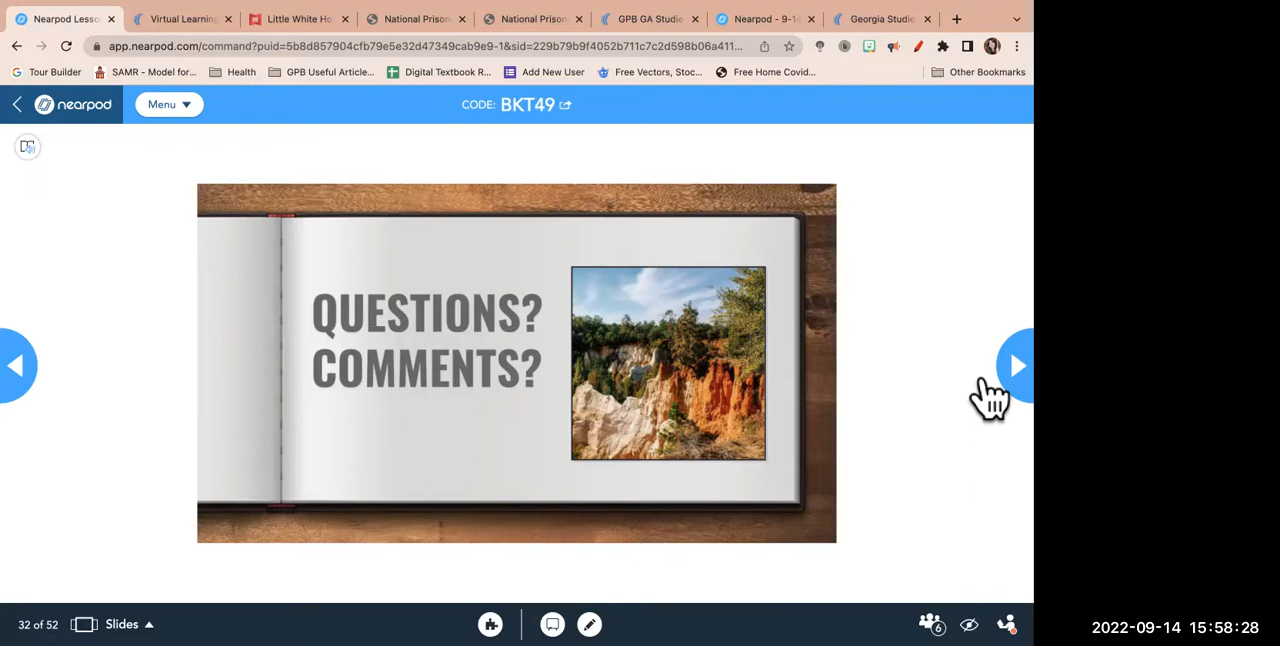 Nearpod Lesso
Virtual Learning
Little White Ho
National Prison
National Prison
GPB GA Studie
Nearpod - 9-14
Georgia Studie
app.nearpod.com/command?puid=5b8d857904cfb79e5e32d47349cab9e9-1&sid=229b79b9f4052b711c7c2d598b06a411...
Tour Builder
SAMR - Model for...
Health
GPB Useful Article...
Digital Textbook R...
Add New User
Free Vectors, Stoc...
Free Home Covid...
Other Bookmarks
nearpod
Menu
CODE: BKT49
QUESTIONS?
COMMENTS?
32 of 52
Slides
6
2022-09-14 15:58:28